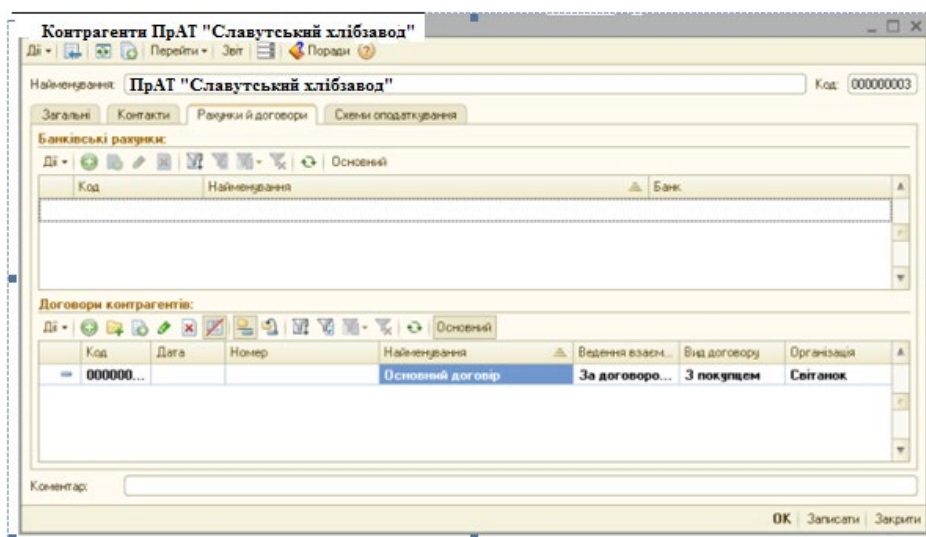 Контрагенти ПрАТ "Славутський хлібзавод"
Дії Перейти Звіт Поради
Найменування: ПрАТ "Славутський хлібзавод" Код: 000000003
Загальні Контакти Рахунки й договори Схеми оподаткування
Банківські рахунки:
Дії Основний
Код Найменування Банк
Договори контрагентів:
Дії Основний
Код Дата Номер Найменування Ведення взаєм... Вид договору Організація
000000... Основний договір За договоро... З покупцем Світанок
Коментар:
OK Записати Закрити